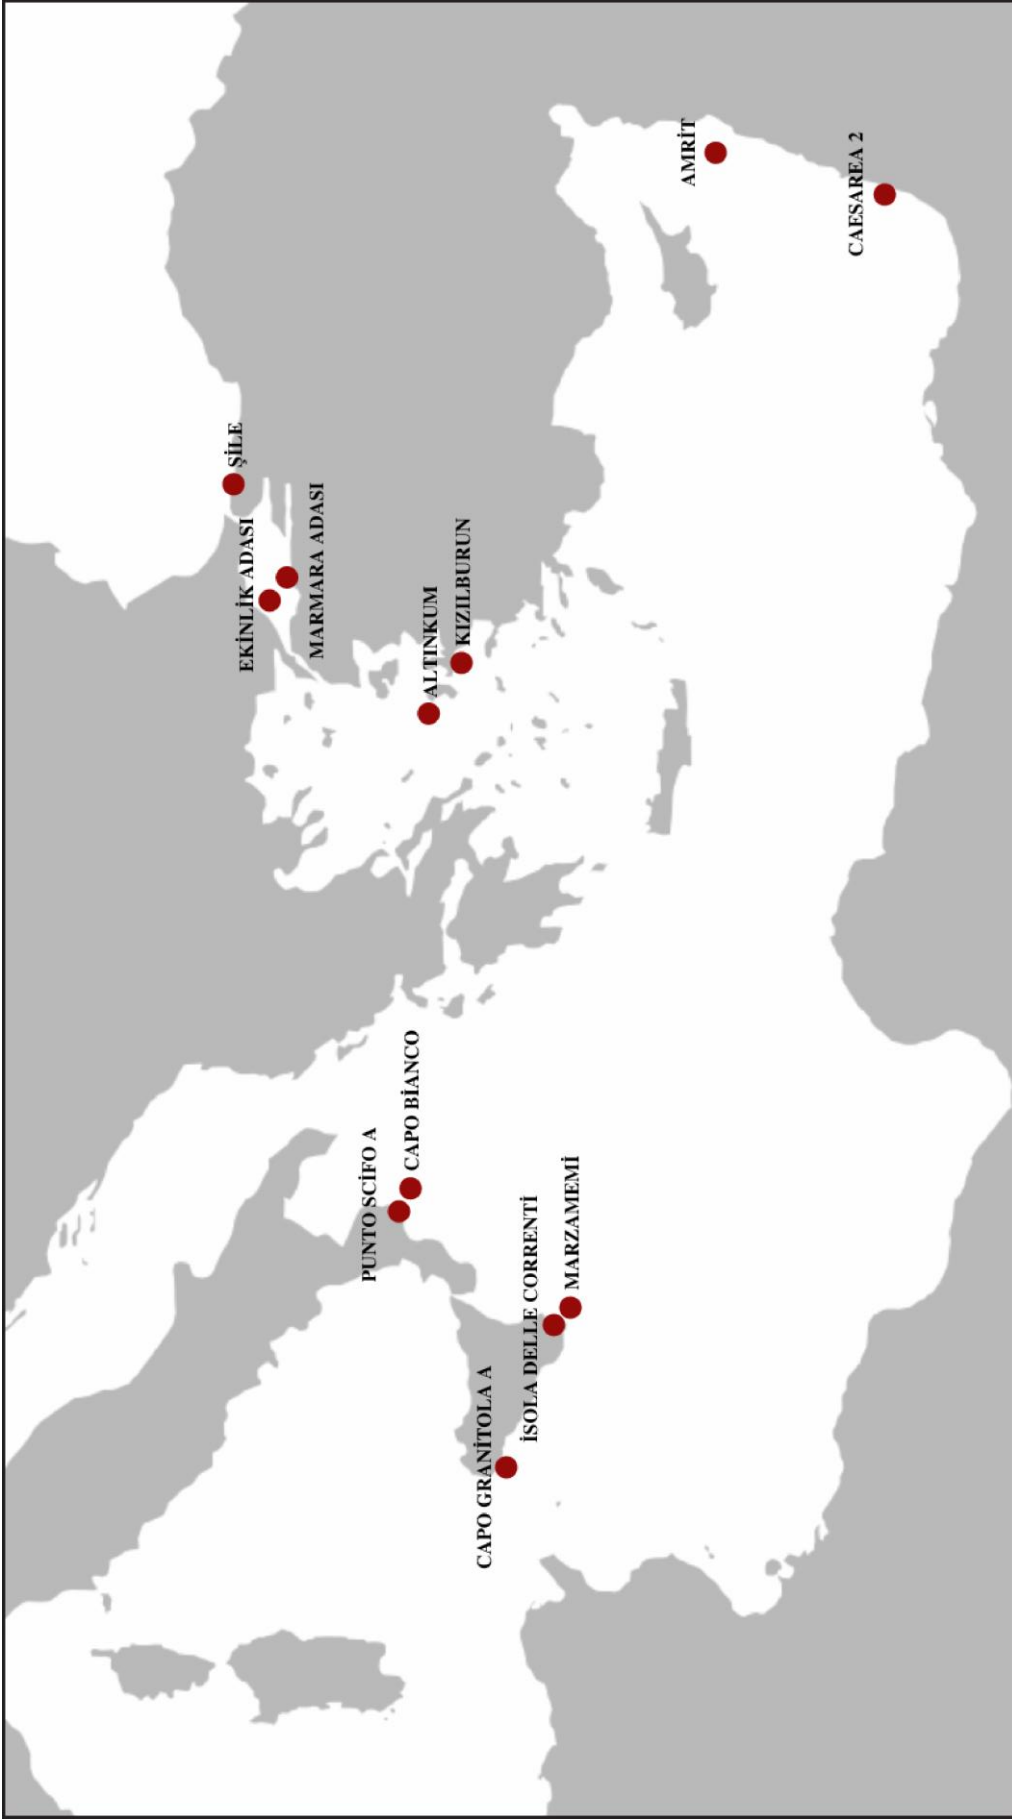 ŞİLE
EKİNLİK ADASI
MARMARA ADASI
ALTINKUM
KIZILBURUN
PUNTO SCİFO A
CAPO BİANCO
CAPO GRANİTOLA A
İSOLA DELLE CORRENTİ
MARZAMEMİ
AMRİT
CAESAREA 2